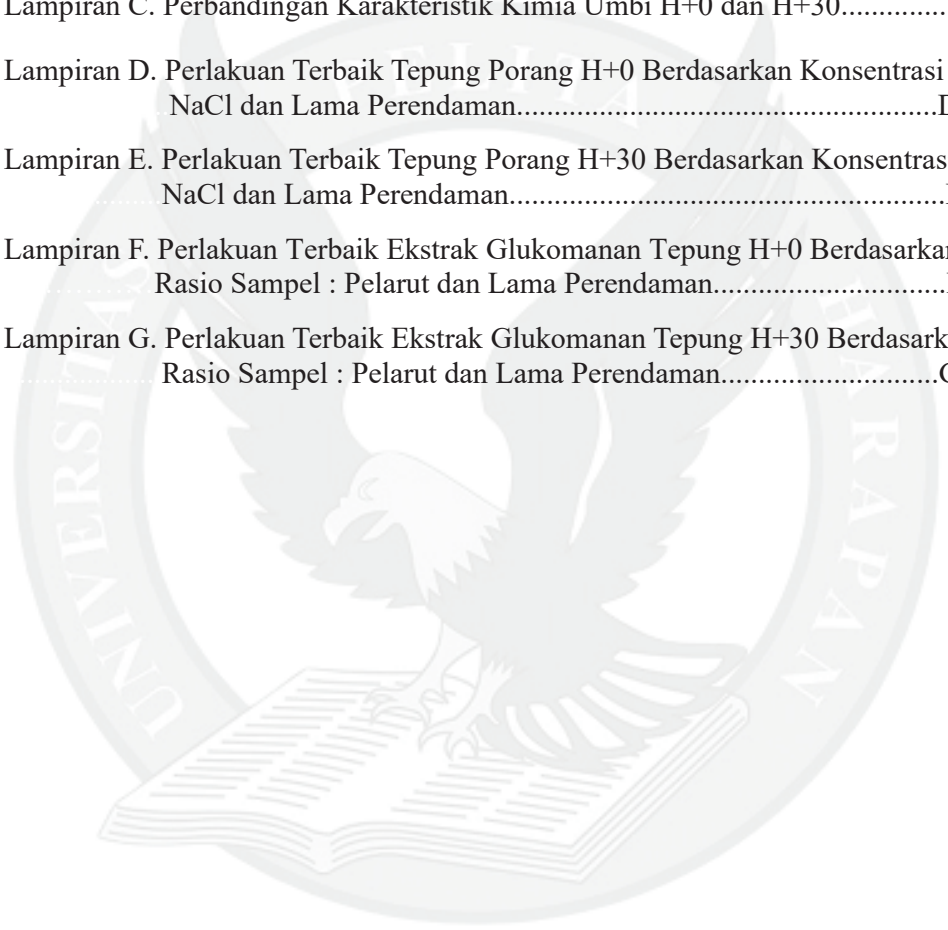 Lampiran C. Perbandingan Karakteristik Kimia Umbi H+0 dan H+30..............
Lampiran D. Perlakuan Terbaik Tepung Porang H+0 Berdasarkan Konsentrasi
NaCl dan Lama Perendaman......................................................
Lampiran E. Perlakuan Terbaik Tepung Porang H+30 Berdasarkan
NaCl dan Lama Perendaman.......................................................
Lampiran F. Perlakuan Terbaik Ekstrak Glukomanan Tepung H+0
Rasio Sampel : Pelarut dan Lama Perendaman.............................
Lampiran G. Perlakuan Terbaik Ekstrak Glukomanan Tepung H+30
Rasio Sampel : Pelarut dan Lama Perendaman...........................
UNIVERSITAS PELITA HARAPAN